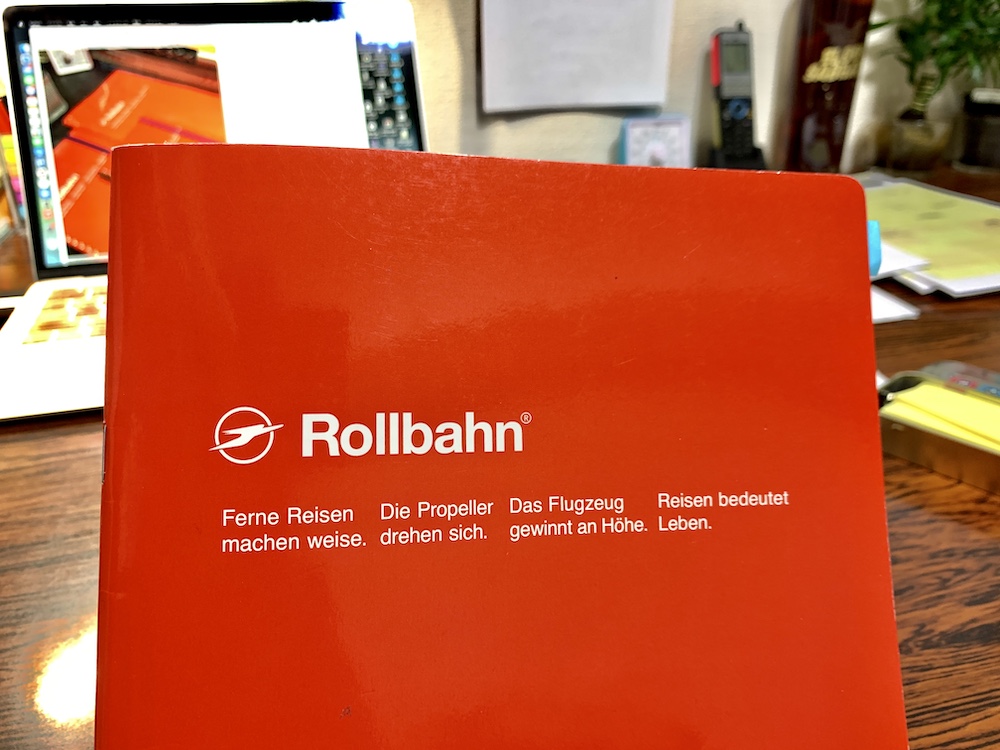 Rollbahn®
Ferne Reisen
machen weise.
Die Propeller
drehen sich.
Das Flugzeug
gewinnt an Höhe.
Reisen bedeutet
Leben.